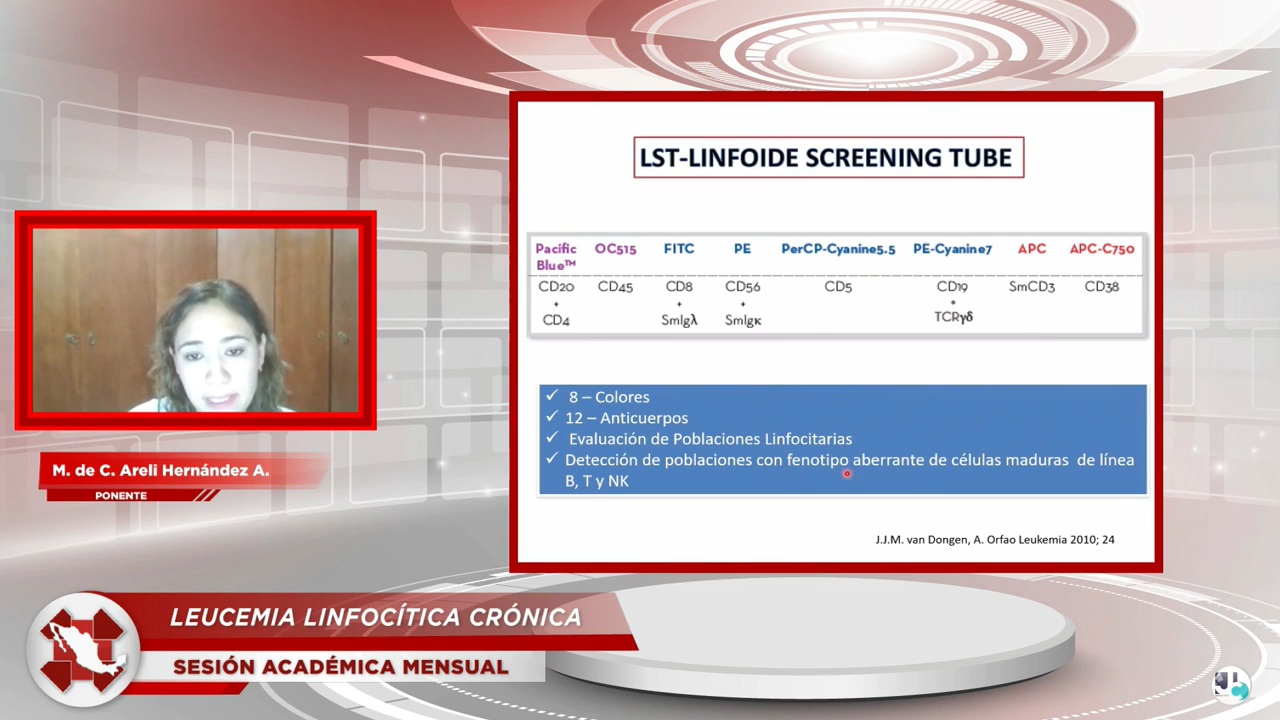 LST-LINFOIDE SCREENING TUBE
Pacific Blue™ OC515 FITC PE PerCP-Cyanine5.5 PE-Cyanine7 APC APC-C750
CD20 CD45 CD8 CD56 CD5 CD19 SmCD3 CD38
+ + + +
CD4 SmIgλ SmIgκ TCRγδ
✓ 8 – Colores
✓ 12 – Anticuerpos
✓ Evaluación de Poblaciones Linfocitarias
✓ Detección de poblaciones con fenotipo aberrante de células maduras de línea
B, T y NK
J.J.M. van Dongen, A. Orfao Leukemia 2010; 24
M. de C. Areli Hernández A.
PONENTE
LEUCEMIA LINFOCÍTICA CRÓNICA
SESIÓN ACADÉMICA MENSUAL